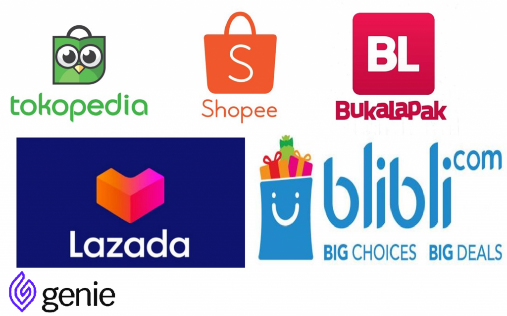 tokopedia
S
Shopee
BL
BukaLapak
Lazada
blibli.com
BIG CHOICES BIG DEALS
genie